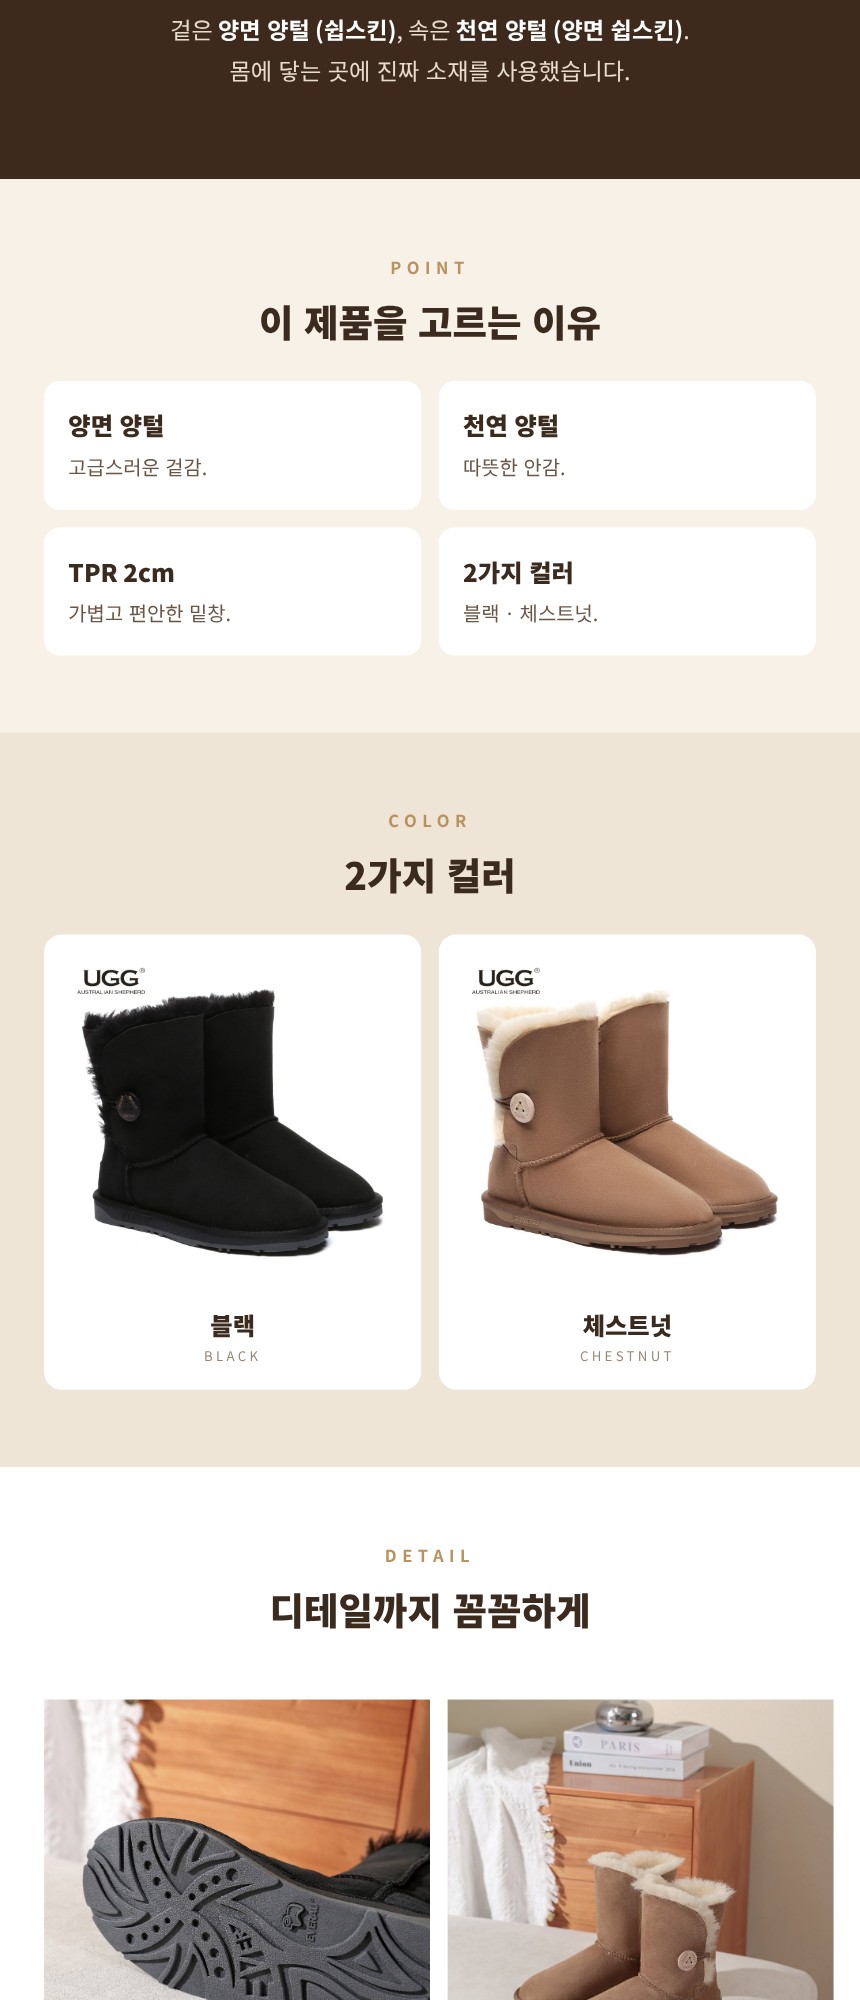 겉은 양면 양털 (쉽스킨), 속은 천연 양털 (양면 쉽스킨).
몸에 닿는 곳에 진짜 소재를 사용했습니다.
POINT
이 제품을 고르는 이유
양면 양털
고급스러운 겉감.
천연 양털
따뜻한 안감.
TPR 2cm
가볍고 편안한 밑창.
2가지 컬러
블랙 · 체스트넛.
COLOR
2가지 컬러
UGG®
AUSTRALIAN SHEPHERD
블랙
BLACK
UGG®
AUSTRALIAN SHEPHERD
체스트넛
CHESTNUT
DETAIL
디테일까지 꼼꼼하게
PARIS
Union